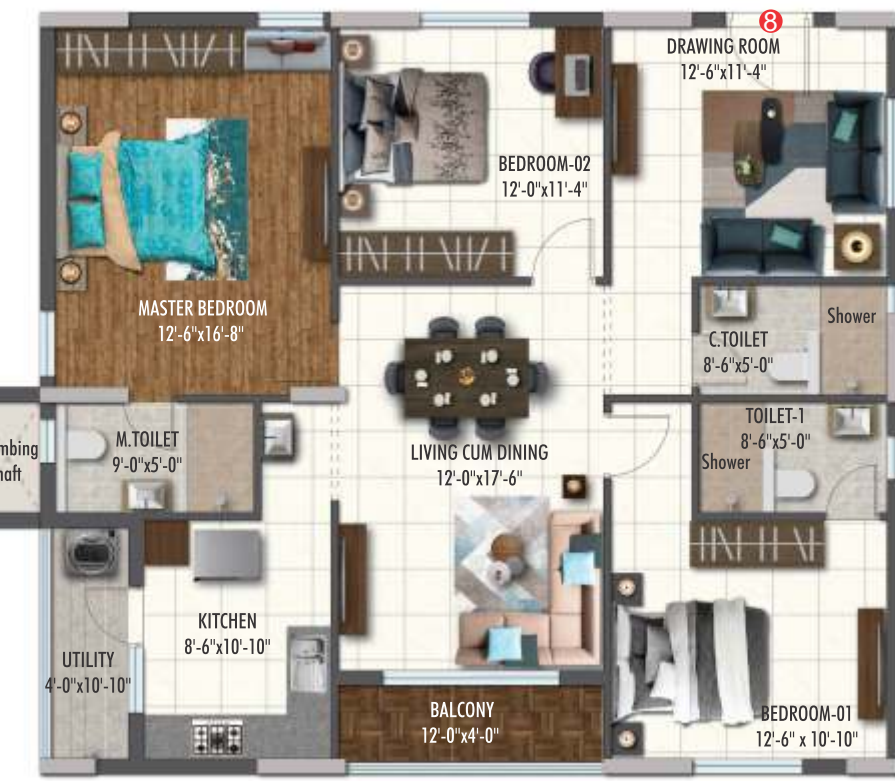 8
DRAWING ROOM
12'-6"x11'-4"
BEDROOM-02
12'-0"x11'-4"
MASTER BEDROOM
12'-6"x16'-8"
Shower
C.TOILET
8'-6"x5'-0"
TOILET-1
8'-6"x5'-0"
Shower
M.TOILET
9'-0"x5'-0"
mbing
haft
LIVING CUM DINING
12'-0"x17'-6"
KITCHEN
8'-6"x10'-10"
UTILITY
4'-0"x10'-10"
BALCONY
12'-0"x4'-0"
BEDROOM-01
12'-6" x 10'-10"